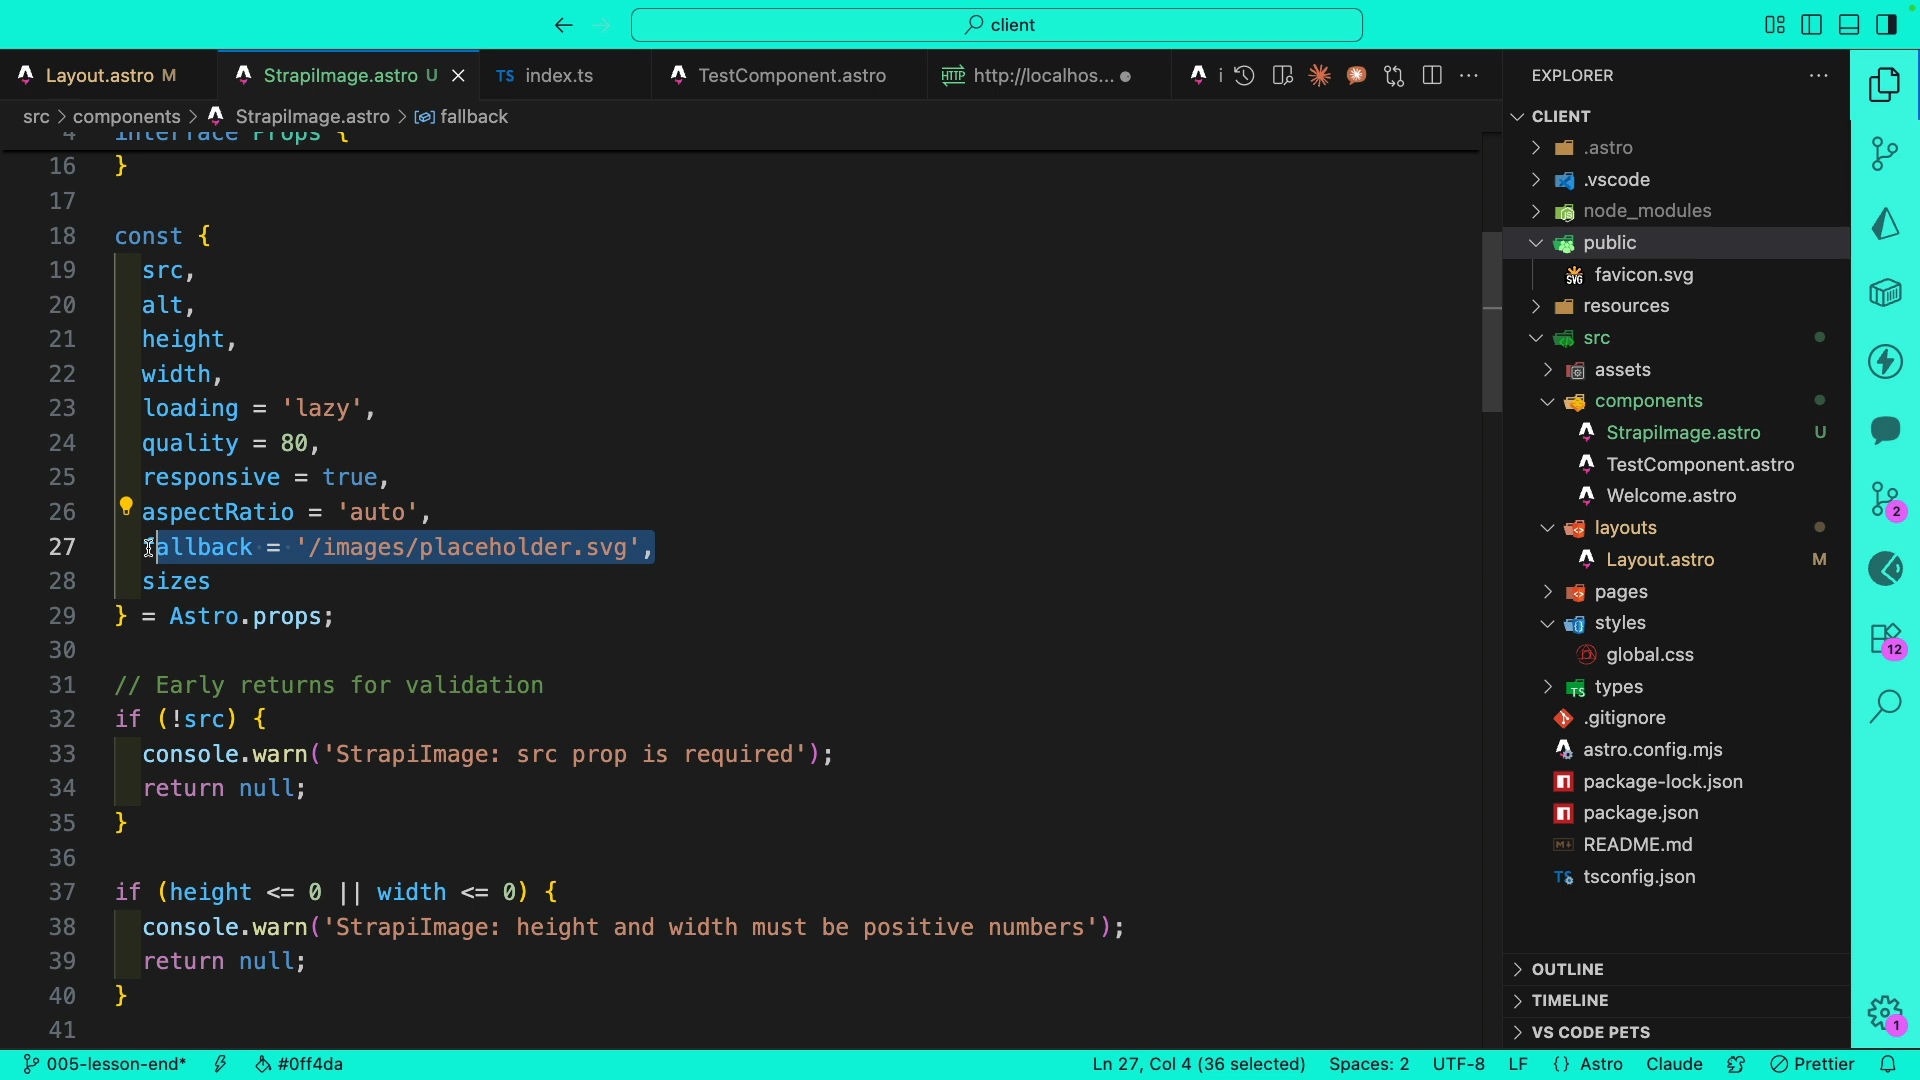 client
Layout.astro M
StrapiImage.astro U
TS index.ts
TestComponent.astro
HTTP http://localhos...
i
EXPLORER
src > components > StrapiImage.astro > fallback
4 interface Props {
16 }
17
18 const {
19 src,
20 alt,
21 height,
22 width,
23 loading = 'lazy',
24 quality = 80,
25 responsive = true,
26 aspectRatio = 'auto',
27 fallback = '/images/placeholder.svg',
28 sizes
29 } = Astro.props;
30
31 // Early returns for validation
32 if (!src) {
33 console.warn('StrapiImage: src prop is required');
34 return null;
35 }
36
37 if (height <= 0 || width <= 0) {
38 console.warn('StrapiImage: height and width must be positive numbers');
39 return null;
40 }
41
CLIENT
.astro
.vscode
node_modules
public
favicon.svg
resources
src
assets
components
StrapiImage.astro U
TestComponent.astro
Welcome.astro
layouts
Layout.astro M
pages
styles
global.css
types
.gitignore
astro.config.mjs
package-lock.json
package.json
README.md
tsconfig.json
OUTLINE
TIMELINE
VS CODE PETS
2
12
1
005-lesson-end*
#0ff4da
Ln 27, Col 4 (36 selected)
Spaces: 2
UTF-8
LF
{} Astro
Claude
Prettier